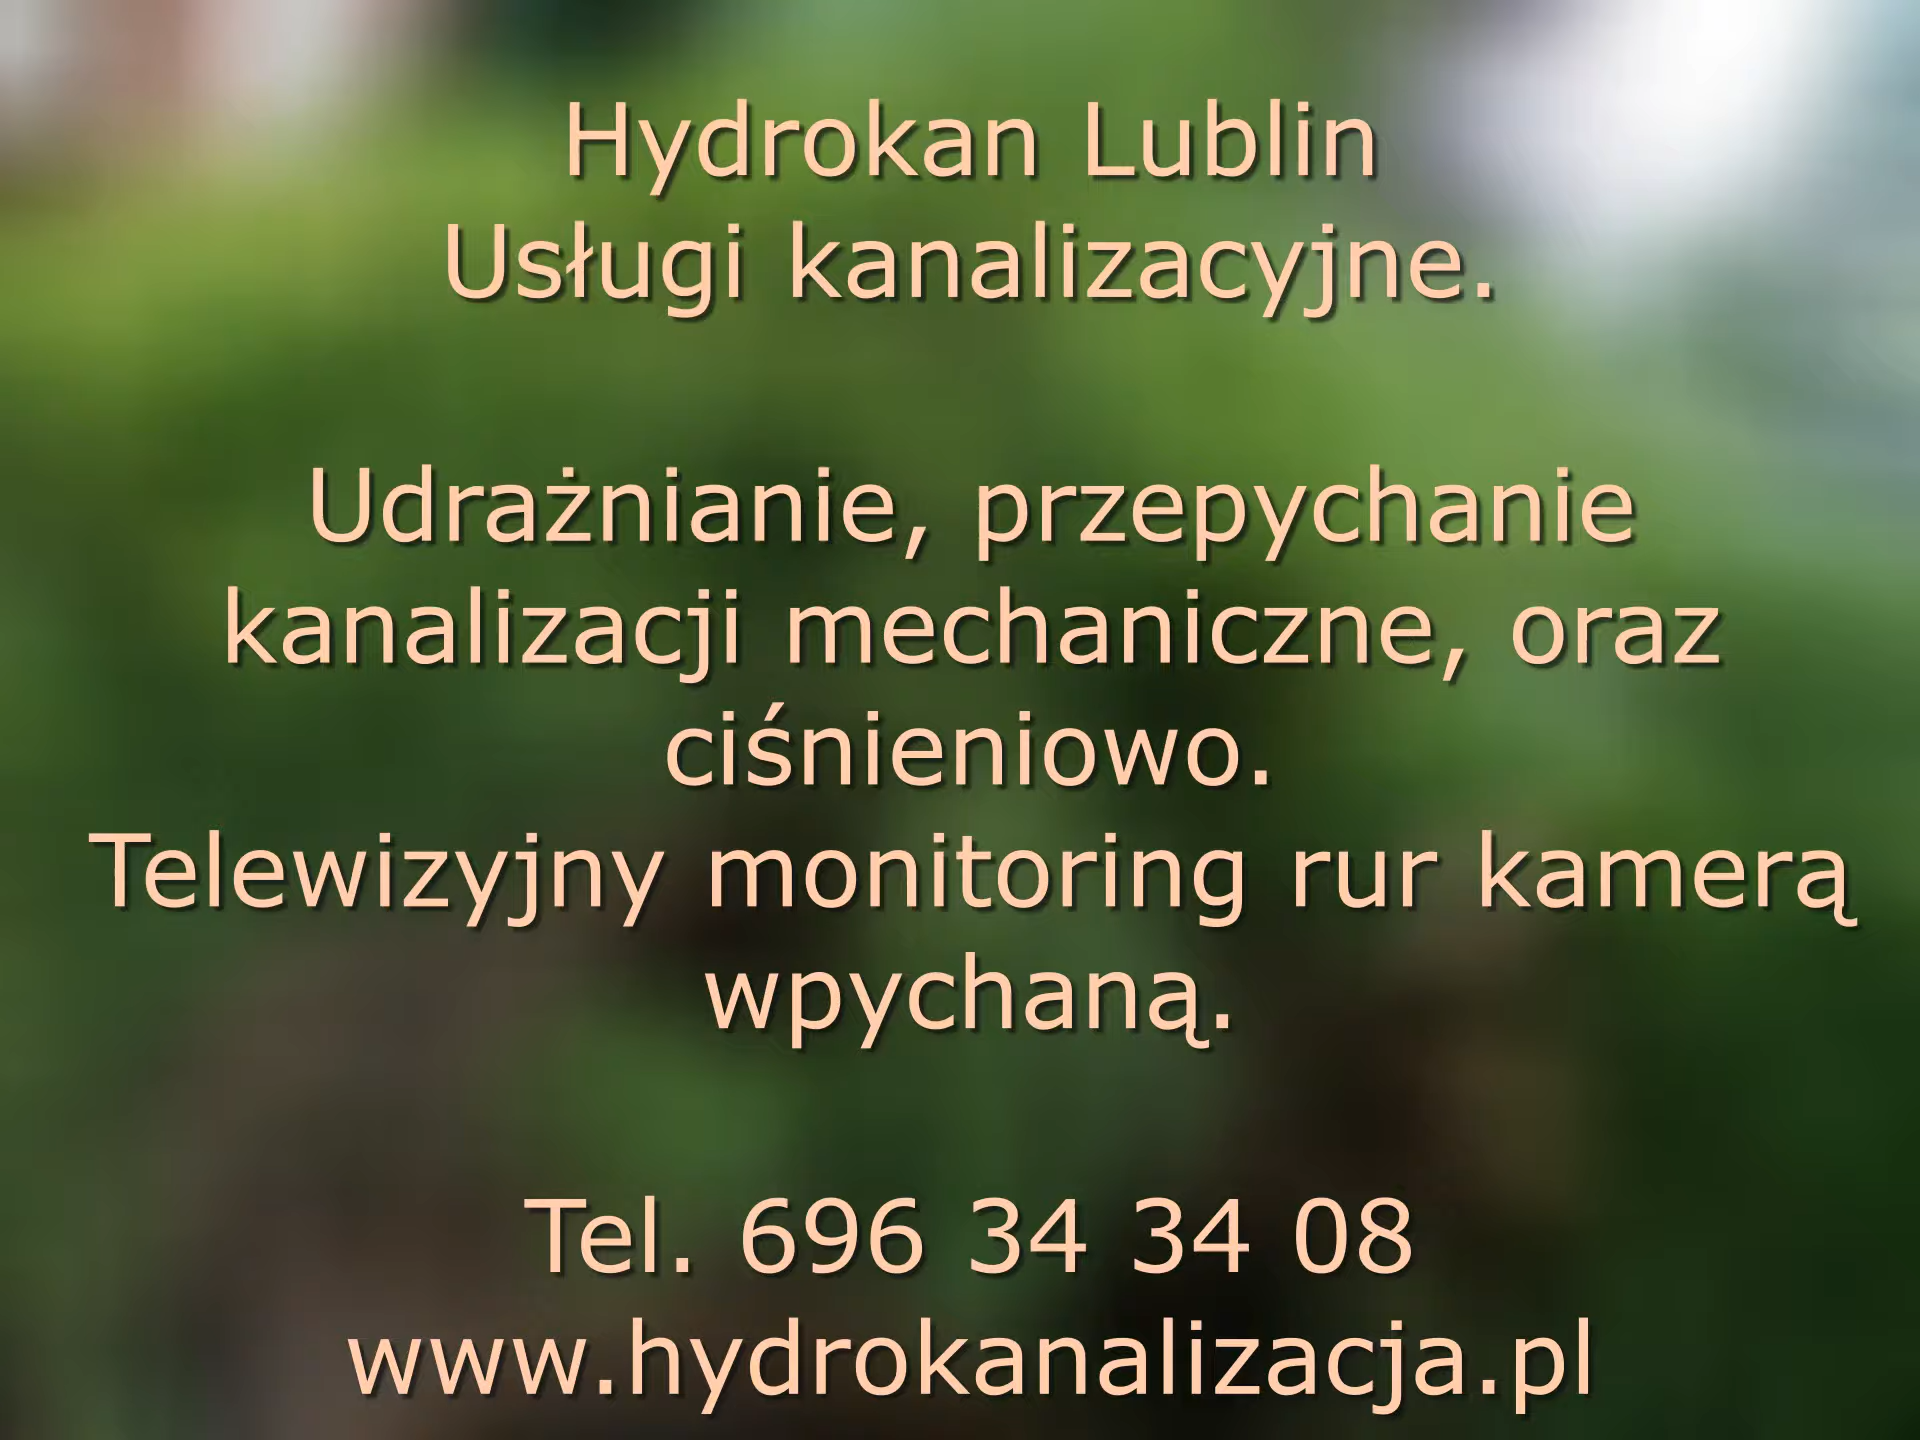 Hydrokan Lublin
Usługi kanalizacyjne.
Udrażnianie, przepychanie
kanalizacji mechaniczne, oraz
ciśnieniowo.
Telewizyjny monitoring rur kamerą
wpychaną.
Tel. 696 34 34 08
www.hydrokanalizacja.pl